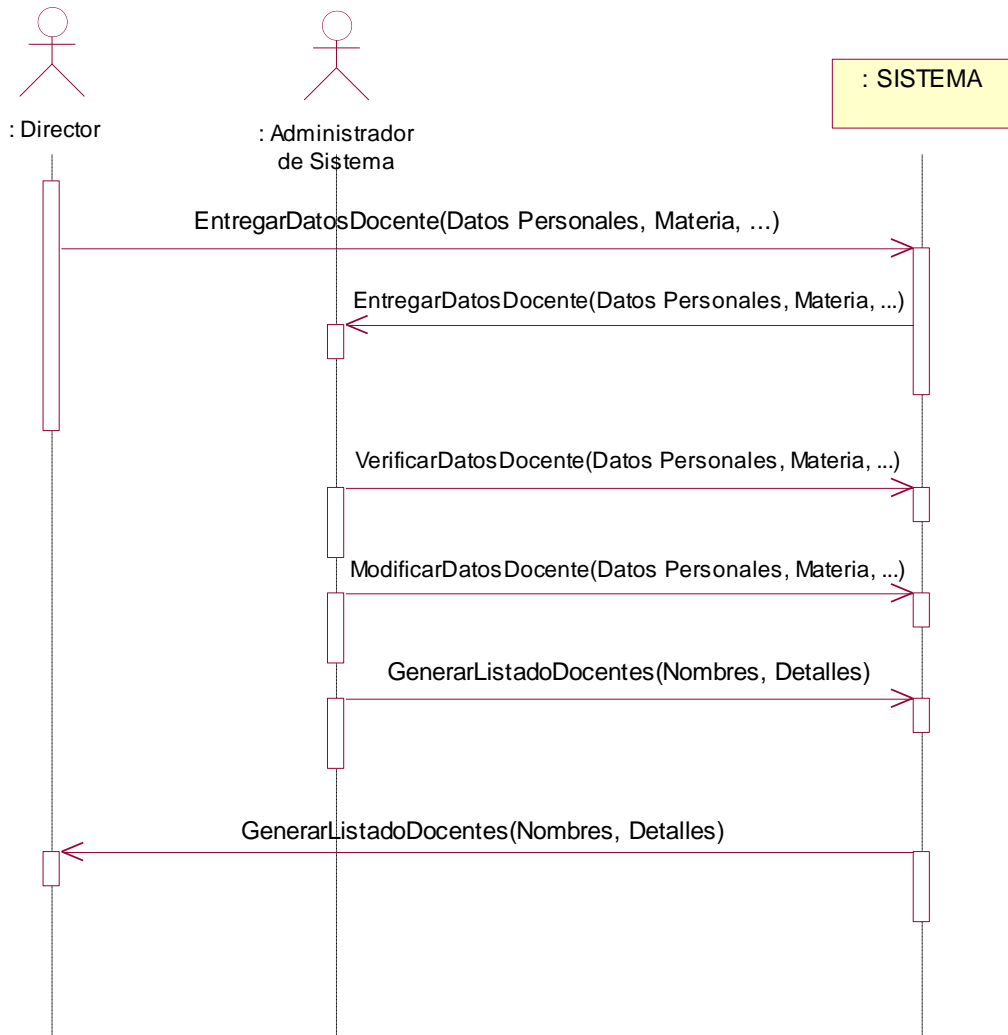 : Director
: Administrador
de Sistema
: SISTEMA
EntregarDatosDocente(Datos Personales, Materia, ...)
EntregarDatosDocente(Datos Personales, Materia, ...)
VerificarDatosDocente(Datos Personales, Materia, ...)
ModificarDatosDocente(Datos Personales, Materia, ...)
GenerarListadoDocentes(Nombres, Detalles)
GenerarListadoDocentes(Nombres, Detalles)